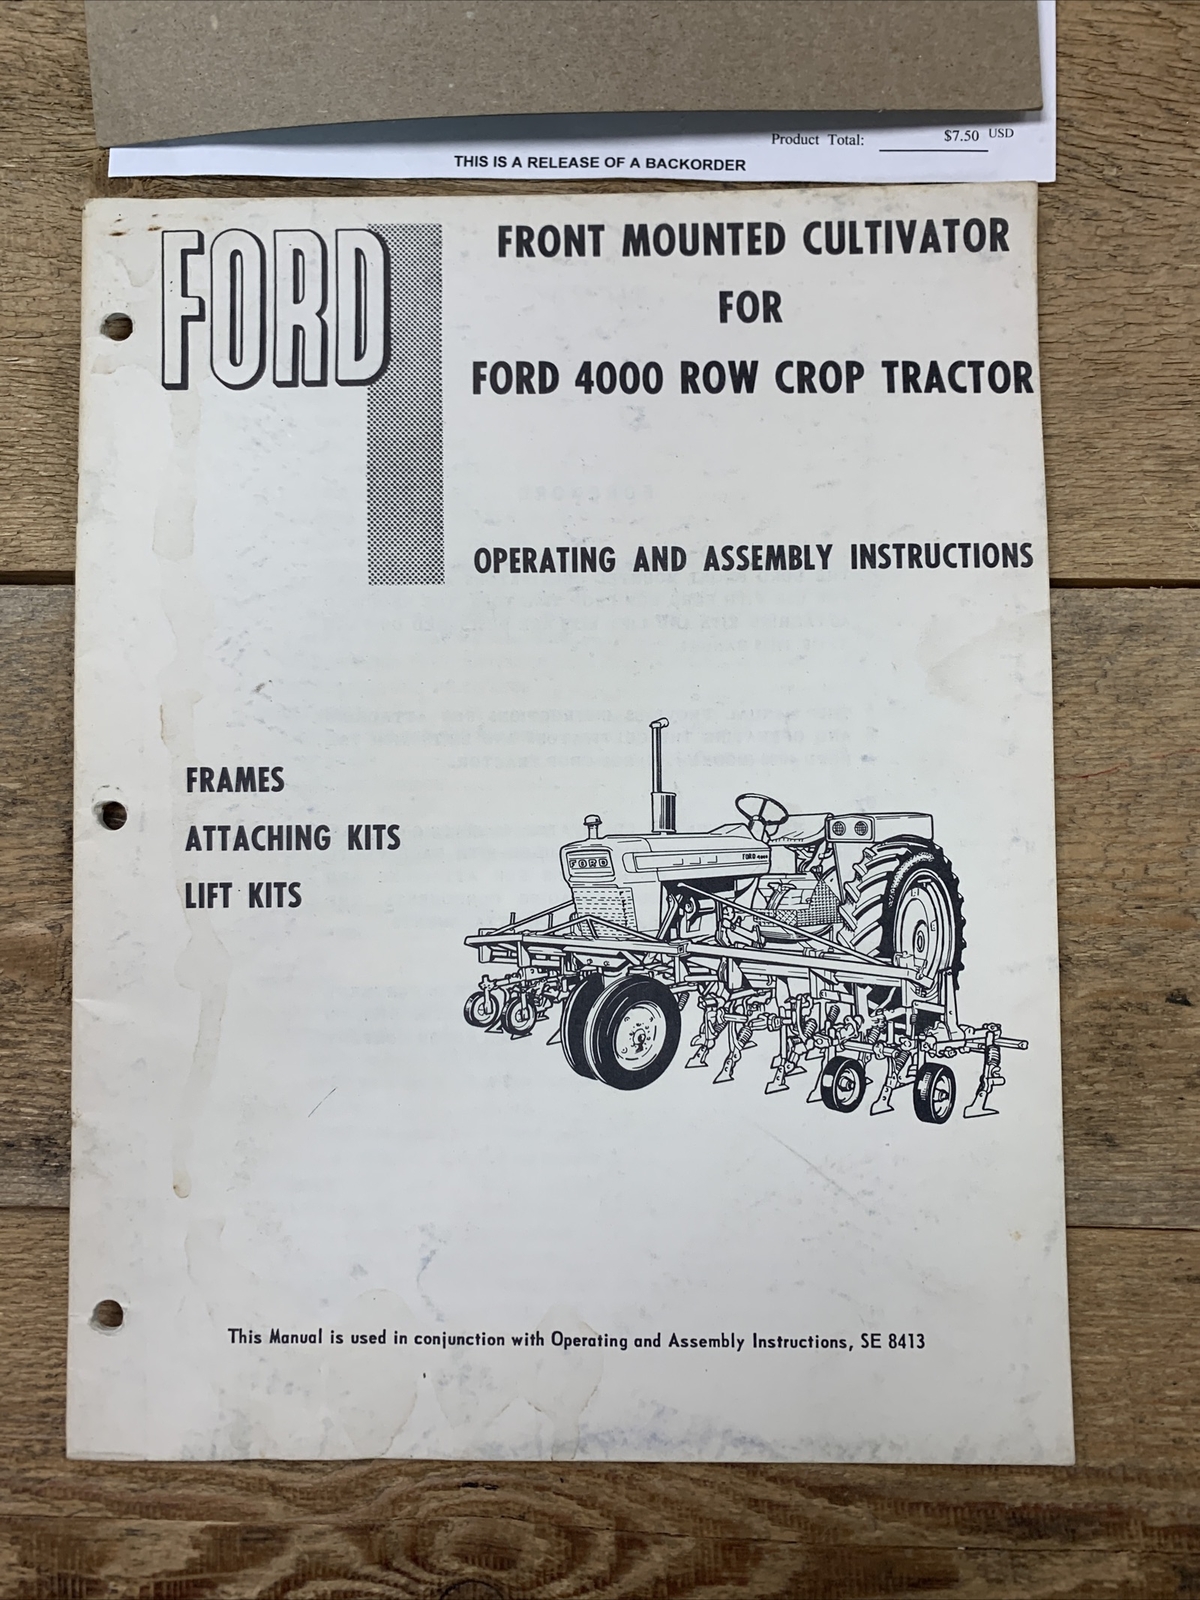 Product Total: $7.50 USD
THIS IS A RELEASE OF A BACKORDER
FORD
FRONT MOUNTED CULTIVATOR
FOR
FORD 4000 ROW CROP TRACTOR
OPERATING AND ASSEMBLY INSTRUCTIONS
FRAMES
ATTACHING KITS
LIFT KITS
FORD
FORD 4000
This Manual is used in conjunction with Operating and Assembly Instructions, SE 8413